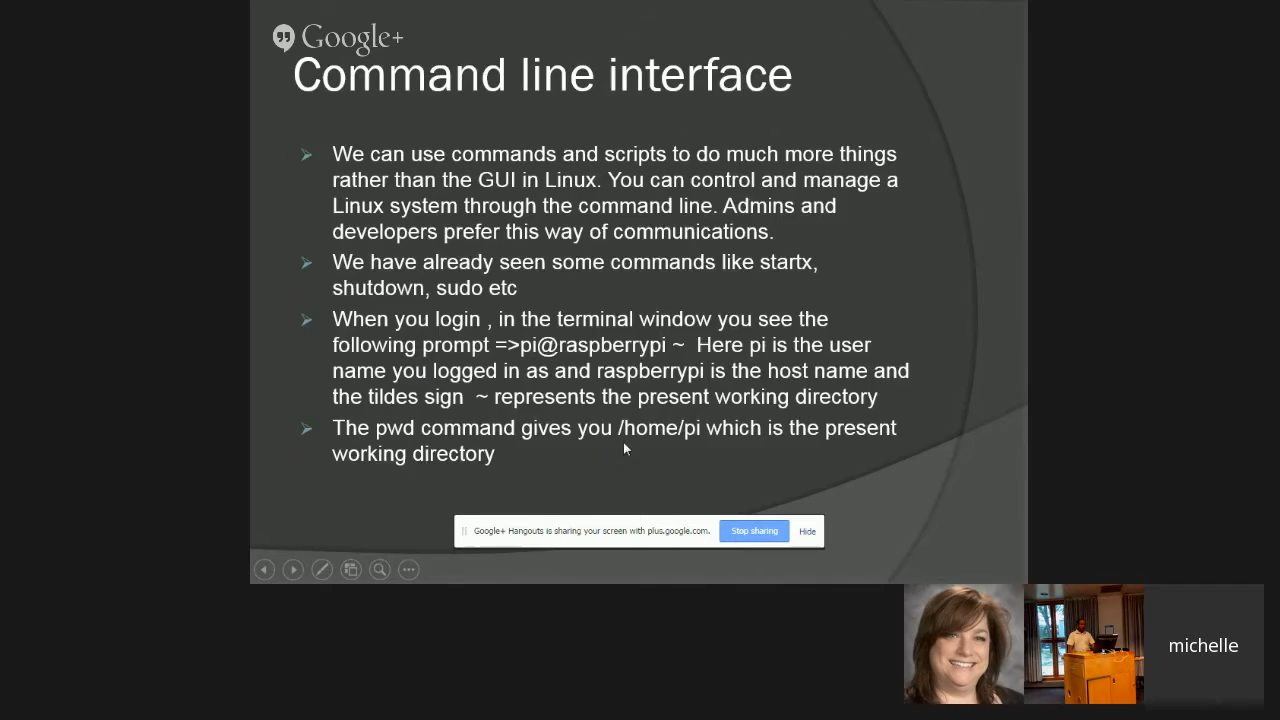 Google+
Command line interface
We can use commands and scripts to do much more things
rather than the GUI in Linux. You can control and manage a
Linux system through the command line. Admins and
developers prefer this way of communications.
We have already seen some commands like startx,
shutdown, sudo etc
When you login , in the terminal window you see the
following prompt =>pi@raspberrypi ~ Here pi is the user
name you logged in as and raspberrypi is the host name and
the tildes sign ~ represents the present working directory
The pwd command gives you /home/pi which is the present
working directory
Google+ Hangouts is sharing your screen with plus.google.com. Stop sharing Hide
michelle